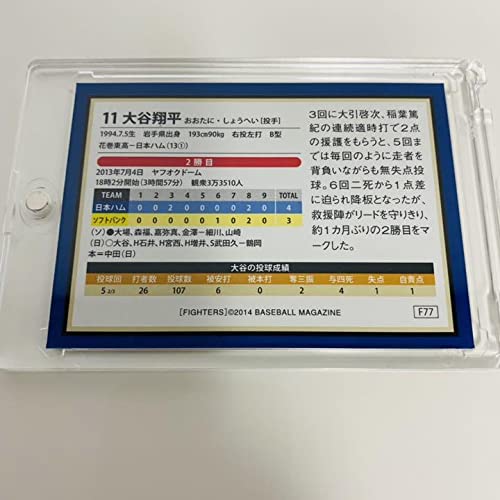 11 大谷翔平 おおたに・しょうへい [投手]
1994.7.5生 岩手県出身 193cm90kg 右投左打 B型
花巻東高ー日本ハム(13①)
2勝目
2013年7月4日 ヤフオクドーム
18時2分開始(3時間57分) 観衆3万3510人
TEAM 1 2 3 4 5 6 7 8 9 TOTAL
日本ハム 0 0 2 0 0 0 2 0 0 4
ソフトバンク 0 0 0 0 0 1 0 2 0 3
(ソ)●大場、森福、嘉弥真、金澤ー細川、山崎
(日)○大谷、H石井、H宮西、H増井、S武田久ー鶴岡
本=中田(日)
3回に大引啓次、稲葉篤
紀の連続適時打で2点
の援護をもらうと、5回ま
では毎回のように走者を
背負いながらも無失点投
球。6回二死から1点差
に迫られ降板となったが、
救援陣がリードを守りきり、
約1カ月ぶりの2勝目をマ
ークした。
大谷の投球成績
投球回 打者数 投球数 被安打 被本打 奪三振 与四死 失点 自責点
5 2/3 26 107 6 0 2 4 1 1
[FIGHTERS]©2014 BASEBALL MAGAZINE
F77